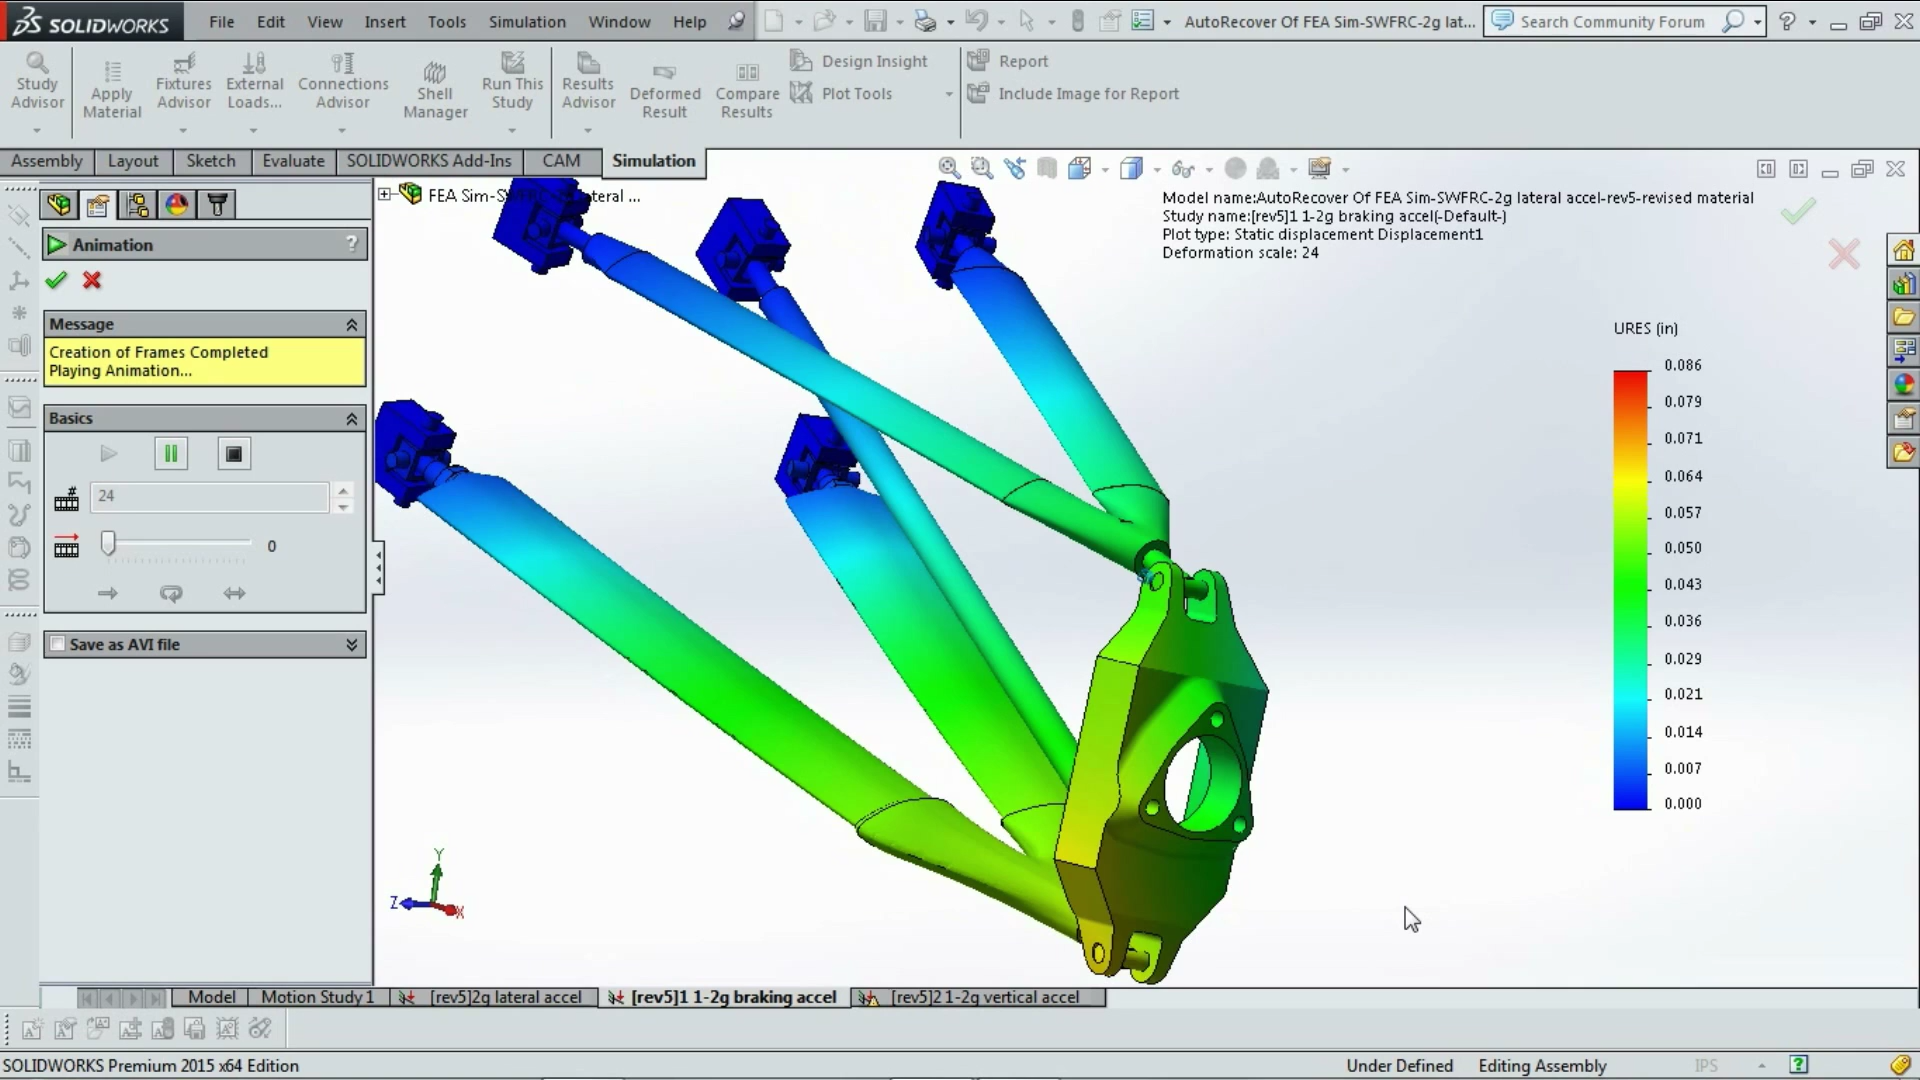 SOLIDWORKS
File Edit View Insert Tools Simulation Window Help
AutoRecover Of FEA Sim-SWFRC-2g lat...
Search Community Forum
Study Advisor
Apply Material
Fixtures Advisor
External Loads...
Connections Advisor
Shell Manager
Run This Study
Results Advisor
Deformed Result
Compare Results
Design Insight
Plot Tools
Report
Include Image for Report
Assembly Layout Sketch Evaluate SOLIDWORKS Add-Ins CAM Simulation
Animation ?
Message
Creation of Frames Completed
Playing Animation...
Basics
24
0
Save as AVI file
Model name:AutoRecover Of FEA Sim-SWFRC-2g lateral accel-rev5-revised material
Study name:[rev5]1 1-2g braking accel(-Default-)
Plot type: Static displacement Displacement1
Deformation scale: 24
URES (in)
0.086
0.079
0.071
0.064
0.057
0.050
0.043
0.036
0.029
0.021
0.014
0.007
0.000
Y
Z
X
Model Motion Study 1 [rev5]2g lateral accel [rev5]1 1-2g braking accel [rev5]2 1-2g vertical accel
SOLIDWORKS Premium 2015 x64 Edition
Under Defined Editing Assembly IPS ?